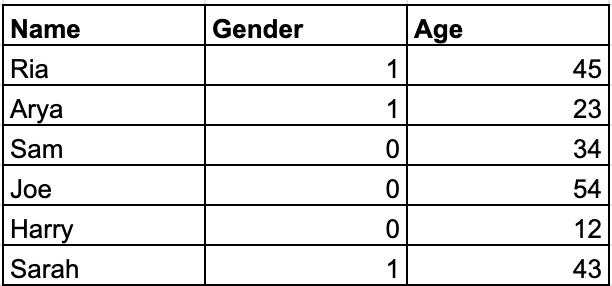 Name Gender Age
Ria 1 45
Arya 1 23
Sam 0 34
Joe 0 54
Harry 0 12
Sarah 1 43